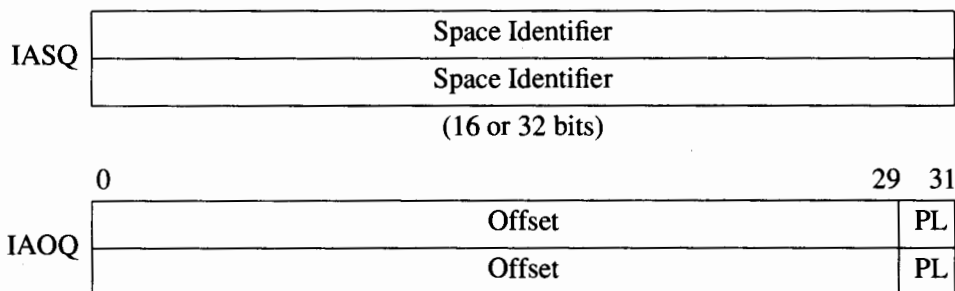 Space Identifier
IASQ
Space Identifier
(16 or 32 bits)
0 29 31
Offset PL
IAOQ
Offset PL